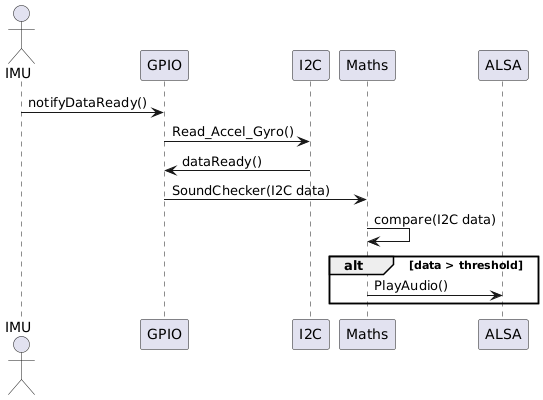 IMU
GPIO
I2C
Maths
ALSA
notifyDataReady()
Read_Accel_Gyro()
dataReady()
SoundChecker(I2C data)
compare(I2C data)
alt [data > threshold]
PlayAudio()
IMU
GPIO
I2C
Maths
ALSA